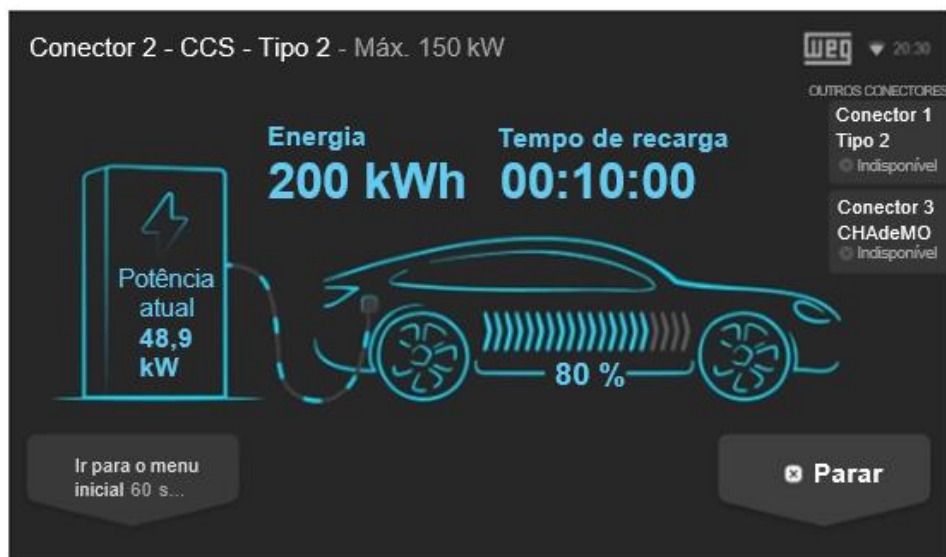 Conector 2 - CCS - Tipo 2 - Máx. 150 kW
weg
20:30
OUTROS CONECTORES
Conector 1
Tipo 2
Indisponível
Conector 3
CHAdeMO
Indisponível
Energia
200 kWh
Tempo de recarga
00:10:00
Potência
atual
48,9
kW
80 %
Ir para o menu
inicial 60 s...
Parar